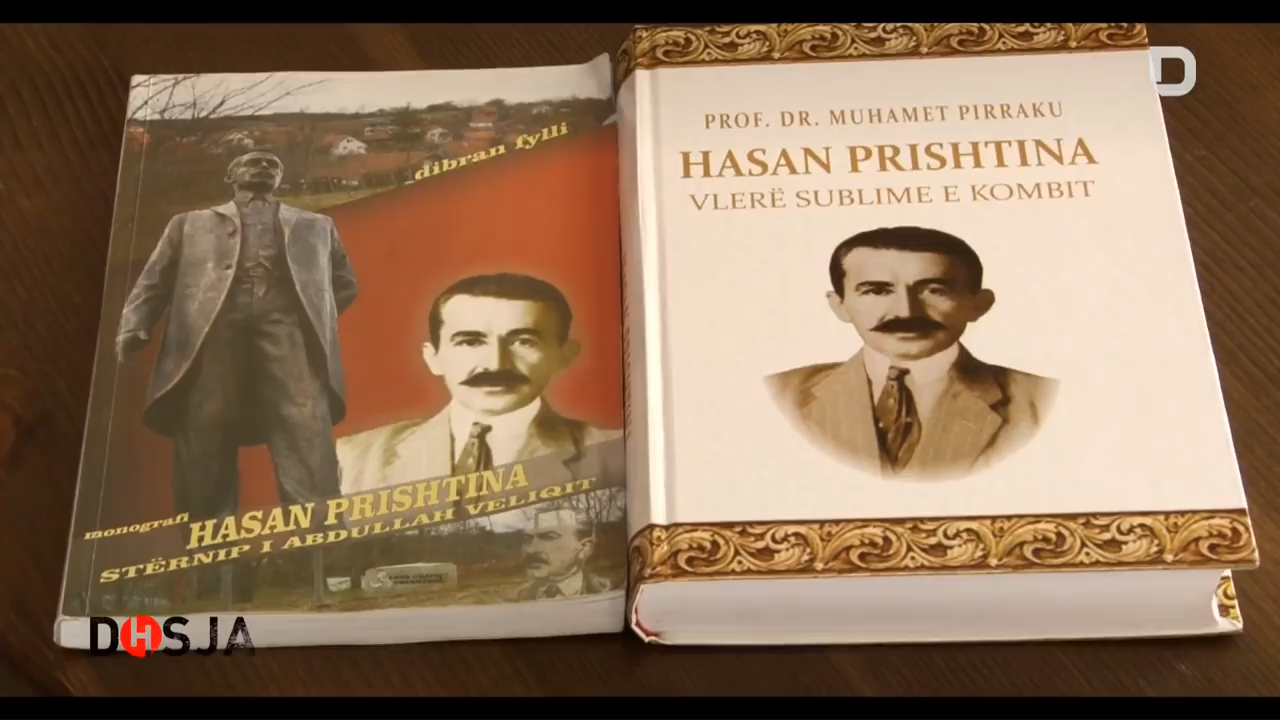 dibran fylli
monografi
HASAN PRISHTINA
STËRNIP I ABDULLAH VELIQIT
PROF. DR. MUHAMET PIRRAKU
HASAN PRISHTINA
VLERË SUBLIME E KOMBIT
D
DHSJA